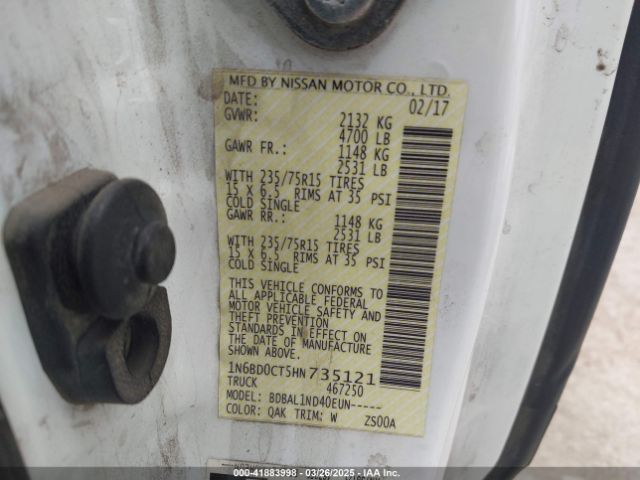 MFD BY NISSAN MOTOR CO., LTD.
DATE: 02/17
GVWR: 2132 KG
4700 LB
GAWR FR.: 1148 KG
2531 LB
WITH 235/75R15 TIRES
15 X 6.5 RIMS AT 35 PSI
COLD SINGLE
GAWR RR.: 1148 KG
2531 LB
WITH 235/75R15 TIRES
15 X 6.5 RIMS AT 35 PSI
COLD SINGLE
THIS VEHICLE CONFORMS TO
ALL APPLICABLE FEDERAL
MOTOR VEHICLE SAFETY AND
THEFT PREVENTION
STANDARDS IN EFFECT ON
THE DATE OF MANUFACTURE
SHOWN ABOVE.
1N6BD0CT5HN735121
TRUCK 467250
MODEL: BDBAL1ND40EUN-----
COLOR: QAK TRIM: W ZS00A
DOMESTIC: 41883998 | 03/26/2025 | IAA Inc.